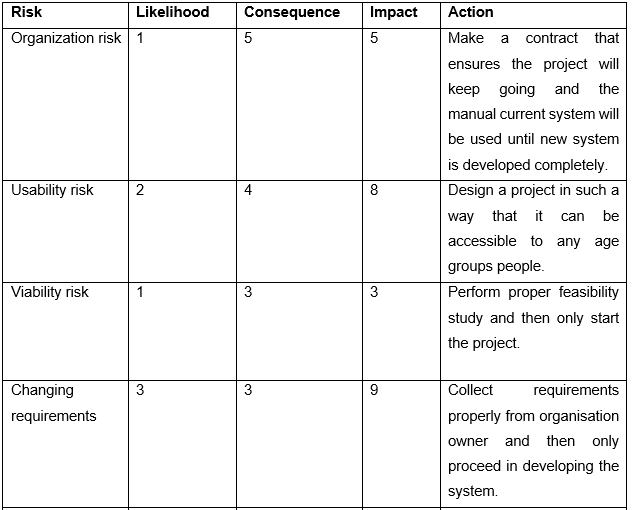 Risk Likelihood Consequence Impact Action
Organization risk 1 5 5 Make a contract that
ensures the project will
keep going and the
manual current system will
be used until new system
is developed completely.
Usability risk 2 4 8 Design a project in such a
way that it can be
accessible to any age
groups people.
Viability risk 1 3 3 Perform proper feasibility
study and then only start
the project.
Changing 3 3 9 Collect requirements
requirements properly from organisation
owner and then only
proceed in developing the
system.